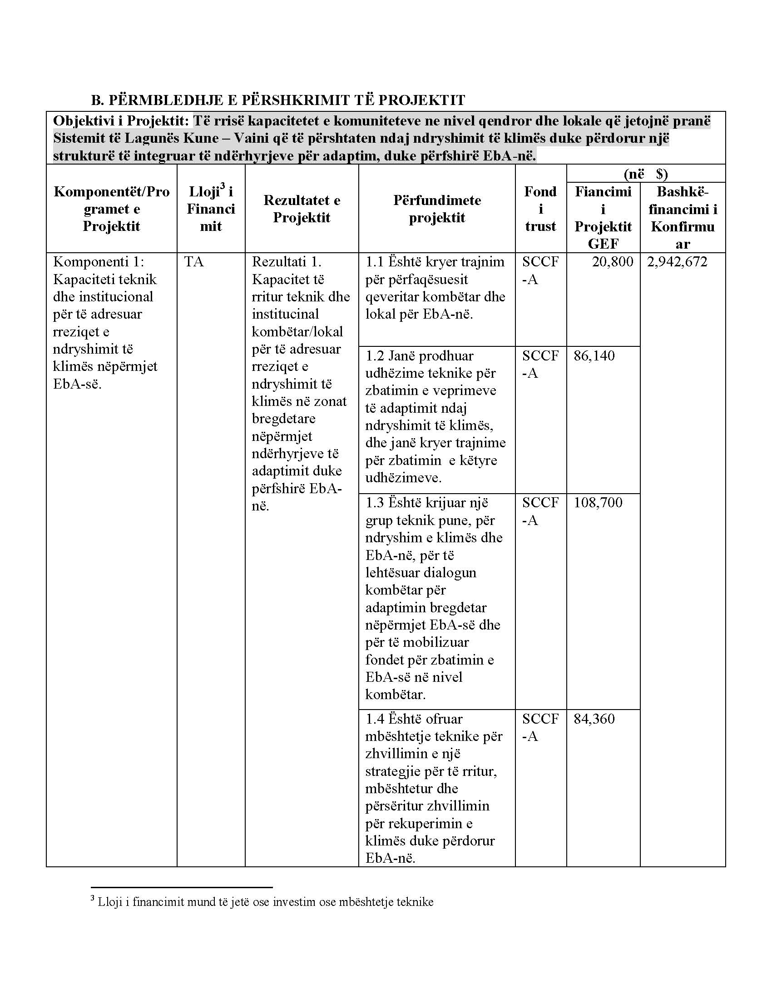 B. PËRMBLEDHJE E PËRSHKRIMIT TË PROJEKTIT
Objektivi i Projektit: Të rrisë kapacitetet e komuniteteve ne nivel qendror dhe lokale që jetojnë pranë
Sistemit të Lagunës Kune – Vaini që të përshtaten ndaj ndryshimit të klimës duke përdorur një
strukturë të integruar të ndërhyrjeve për adaptim, duke përfshirë EbA-në.
Komponentët/Pro
gramet e
Projektit
Lloji3 i
Financi
mit
Rezultatet e
Projektit
Përfundimete
projektit
Fond
i
trust
(në $)
Fiancimi
i
Projektit
GEF
Bashkë-
financimi i
Konfirmu
ar
Komponenti 1:
Kapaciteti teknik
dhe institucional
për të adresuar
rreziqet e
ndryshimit të
klimës nëpërmjet
EbA-së.
TA
Rezultati 1.
Kapacitet të
rritur teknik dhe
institucinal
kombëtar/lokal
për të adresuar
rreziqet e
ndryshimit të
klimës në zonat
bregdetare
nëpërmjet
ndërhyrjeve të
adaptimit duke
përfshirë EbA-
në.
1.1 Është kryer trajnim
për përfaqësuesit
qeveritar kombëtar dhe
lokal për EbA-në.
SCCF
-A
20,800
2,942,672
1.2 Janë prodhuar
udhëzime teknike për
zbatimin e veprimeve
të adaptimit ndaj
ndryshimit të klimës,
dhe janë kryer trajnime
për zbatimin e këtyre
udhëzimeve.
SCCF
-A
86,140
1.3 Është krijuar një
grup teknik pune, për
ndryshim e klimës dhe
EbA-në, për të
lehtësuar dialogun
kombëtar për
adaptimin bregdetar
nëpërmjet EbA-së dhe
për të mobilizuar
fondet për zbatimin e
EbA-së në nivel
kombëtar.
SCCF
-A
108,700
1.4 Është ofruar
mbështetje teknike për
zhvillimin e një
strategjie për të rritur,
mbështetur dhe
përsëritur zhvillimin
për rekuperimin e
klimës duke përdorur
EbA-në.
SCCF
-A
84,360
3 Lloji i financimit mund të jetë ose investim ose mbështetje teknike